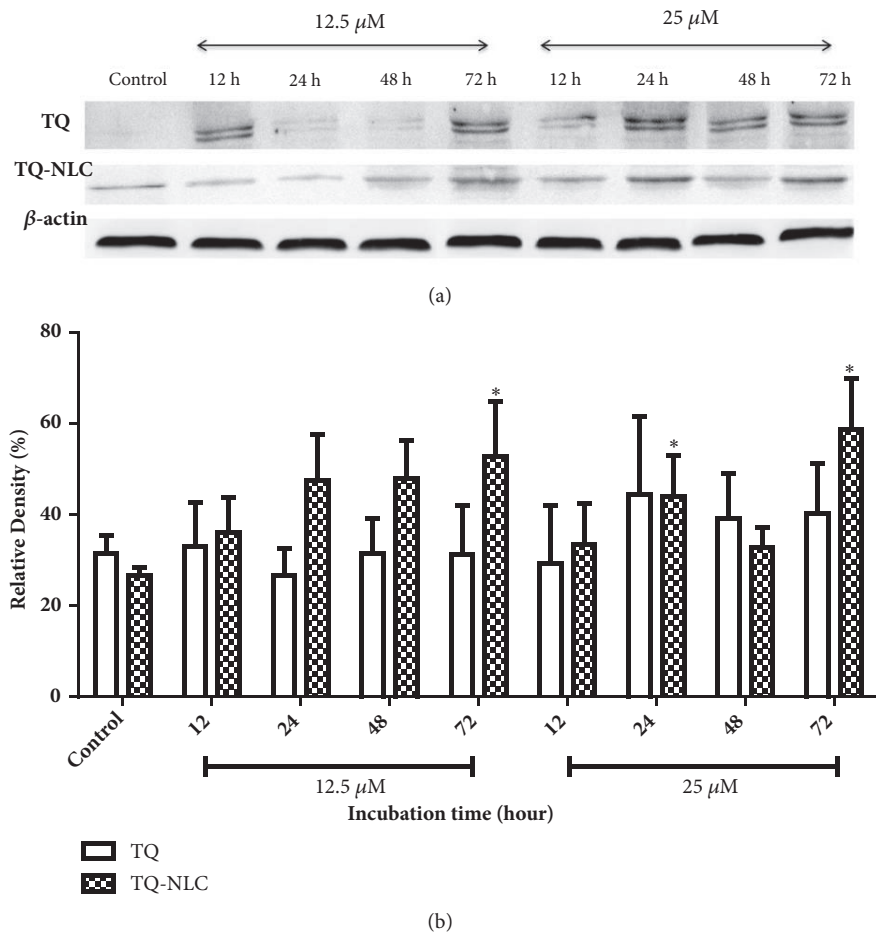 12.5 μM 25 μM
Control 12 h 24 h 48 h 72 h 12 h 24 h 48 h 72 h
TQ
TQ-NLC
β-actin
(a)
80
60
40
20
0
Relative Density (%)
* * *
Control 12 24 48 72 12 24 48 72
12.5 μM 25 μM
Incubation time (hour)
TQ
TQ-NLC
(b)